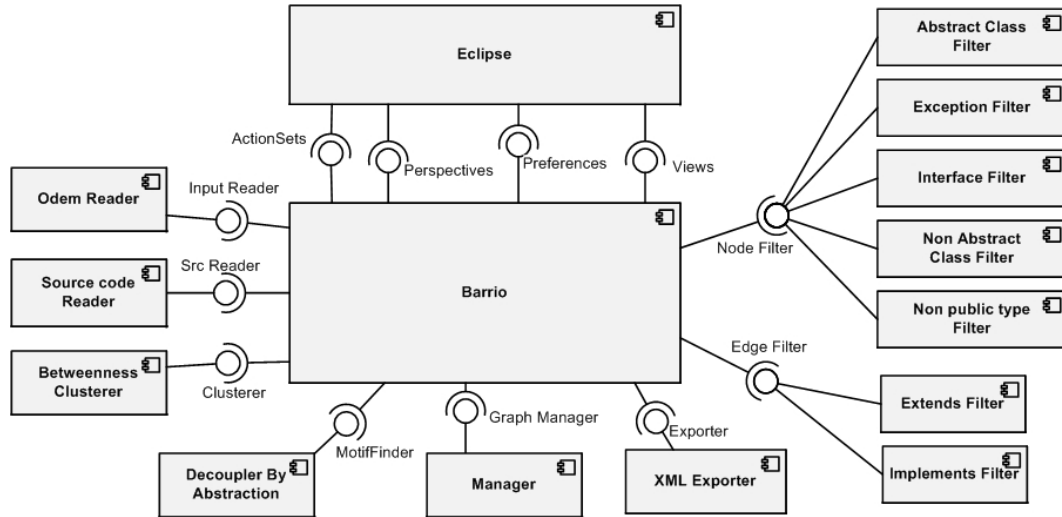 Eclipse
Abstract Class
Filter
Exception Filter
ActionSets
Perspectives
Preferences
Views
Input Reader
Odem Reader
Interface Filter
Node Filter
Non Abstract
Class Filter
Src Reader
Source code
Reader
Barrio
Non public type
Filter
Edge Filter
Betweenness
Clusterer
Clusterer
Extends Filter
Graph Manager
Exporter
MotifFinder
Decoupler By
Abstraction
Manager
XML Exporter
Implements Filter